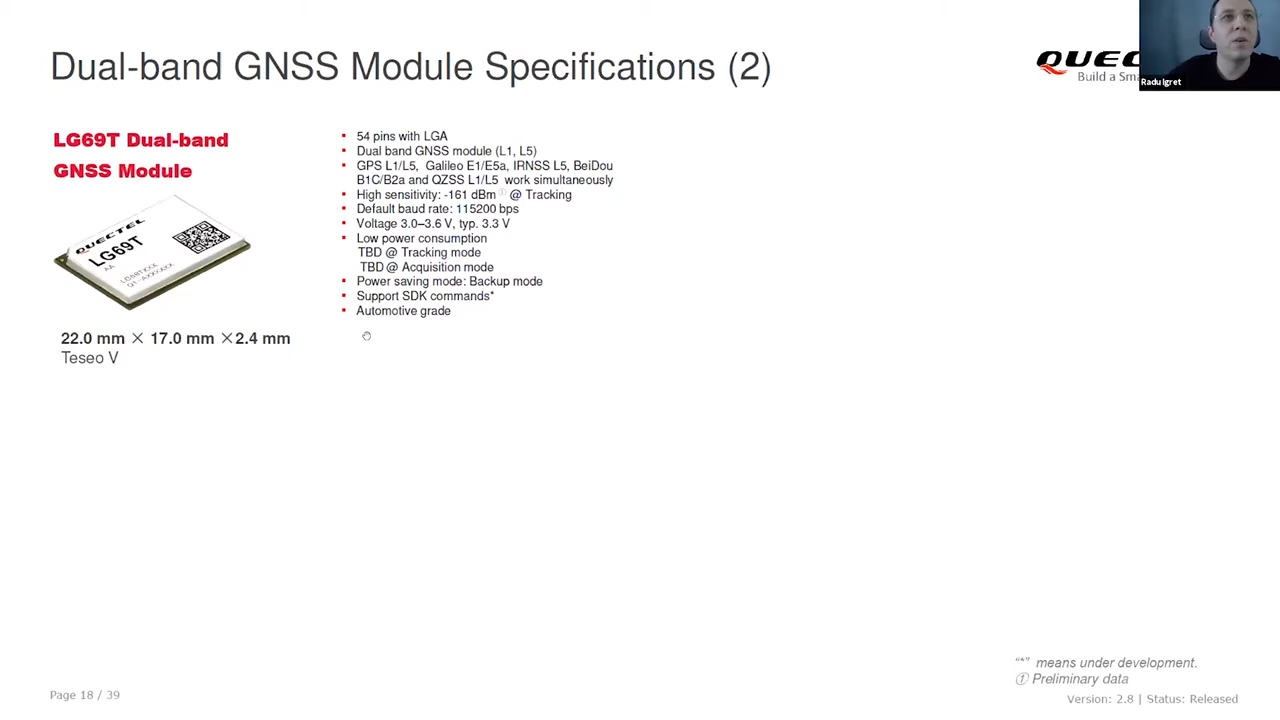 Dual-band GNSS Module Specifications (2)
QUEC
Build a Sma
Radu Igret
LG69T Dual-band
GNSS Module
QUECTEL
LG69T
AA
22.0 mm × 17.0 mm ×2.4 mm
Teseo V
▪ 54 pins with LGA
▪ Dual band GNSS module (L1, L5)
▪ GPS L1/L5, Galileo E1/E5a, IRNSS L5, BeiDou
B1C/B2a and QZSS L1/L5 work simultaneously
▪ High sensitivity: -161 dBm ① @ Tracking
▪ Default baud rate: 115200 bps
▪ Voltage 3.0–3.6 V, typ. 3.3 V
▪ Low power consumption
TBD @ Tracking mode
TBD @ Acquisition mode
▪ Power saving mode: Backup mode
▪ Support SDK commands*
▪ Automotive grade
“*” means under development.
① Preliminary data
Page 18 / 39
Version: 2.8 | Status: Released